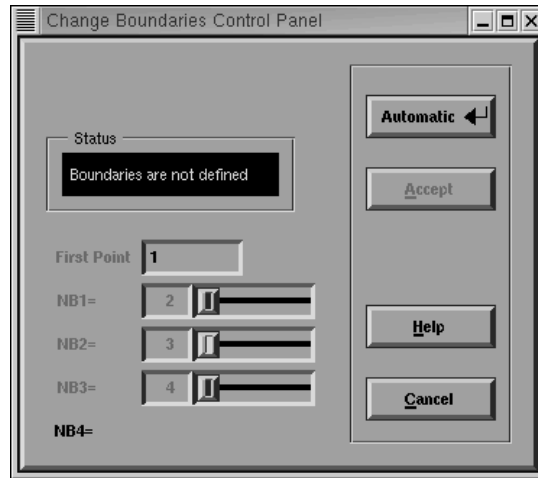 Change Boundaries Control Panel
Status
Boundaries are not defined
First Point 1
NB1= 2
NB2= 3
NB3= 4
NB4=
Automatic
Accept
Help
Cancel